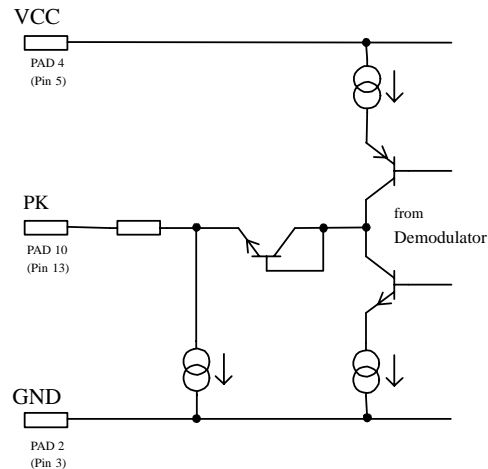 VCC
PAD 4
(Pin 5)
PK
PAD 10
(Pin 13)
from
Demodulator
GND
PAD 2
(Pin 3)